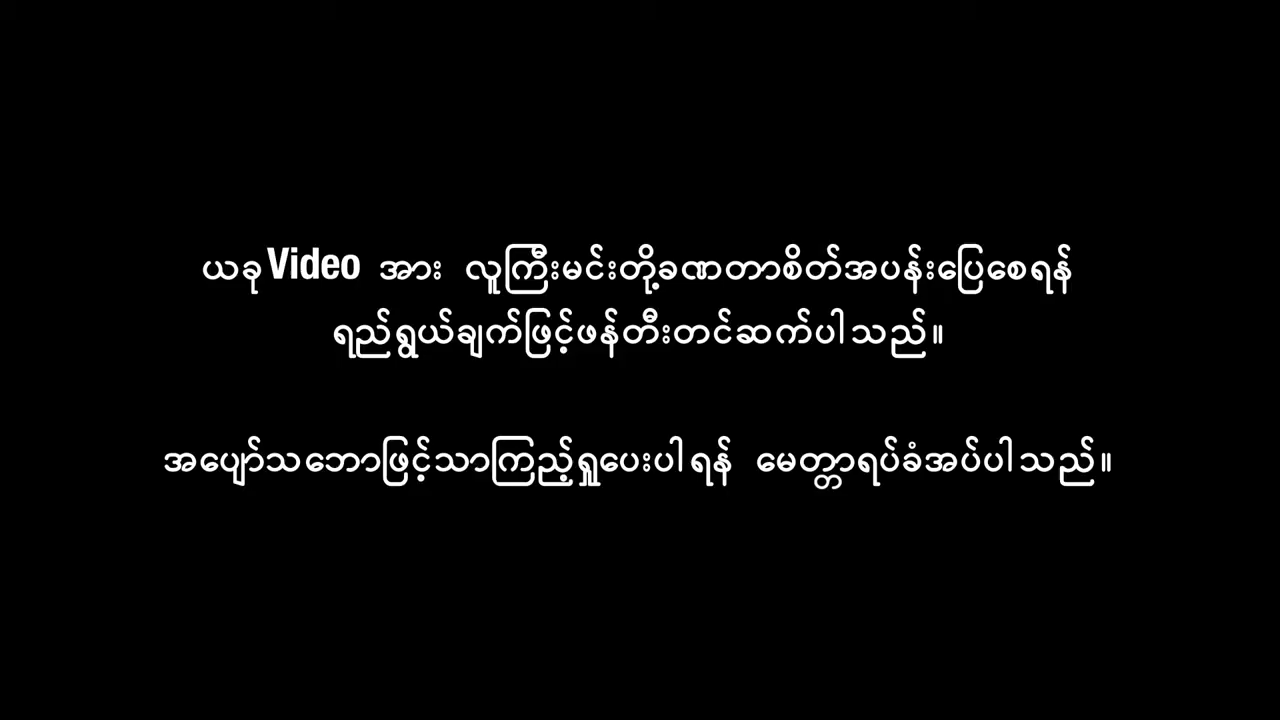 ယခုVideo အား လူကြီးမင်းတို့ခဏတာစိတ်အပန်းပြေစေရန်
ရည်ရွယ်ချက်ဖြင့်ဖန်တီးတင်ဆက်ပါသည်။
အပျော်သဘောဖြင့်သာကြည့်ရှုပေးပါရန် မေတ္တာရပ်ခံအပ်ပါသည်။